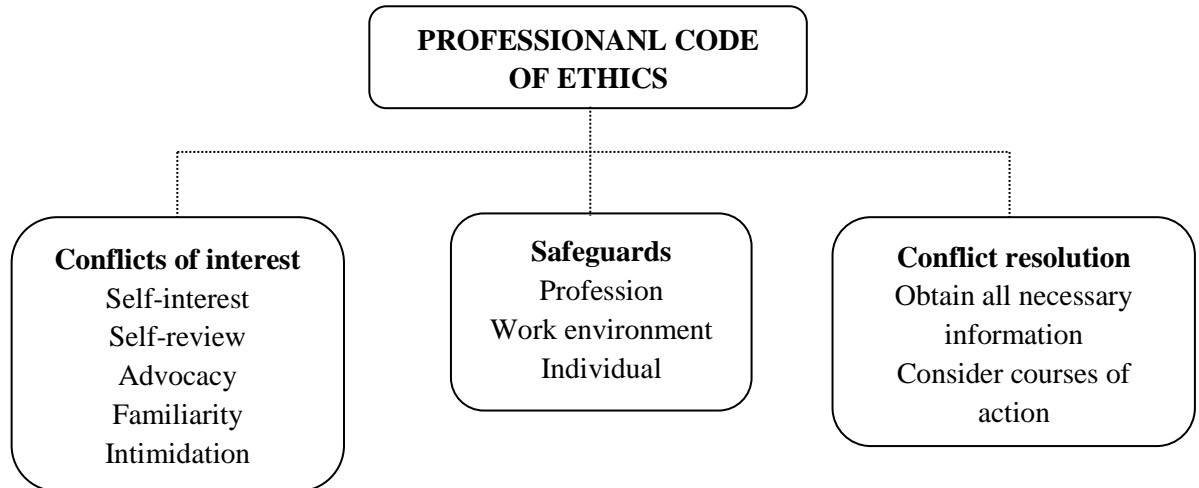 PROFESSIONANL CODE
OF ETHICS
Conflicts of interest
Self-interest
Self-review
Advocacy
Familiarity
Intimidation
Safeguards
Profession
Work environment
Individual
Conflict resolution
Obtain all necessary
information
Consider courses of
action